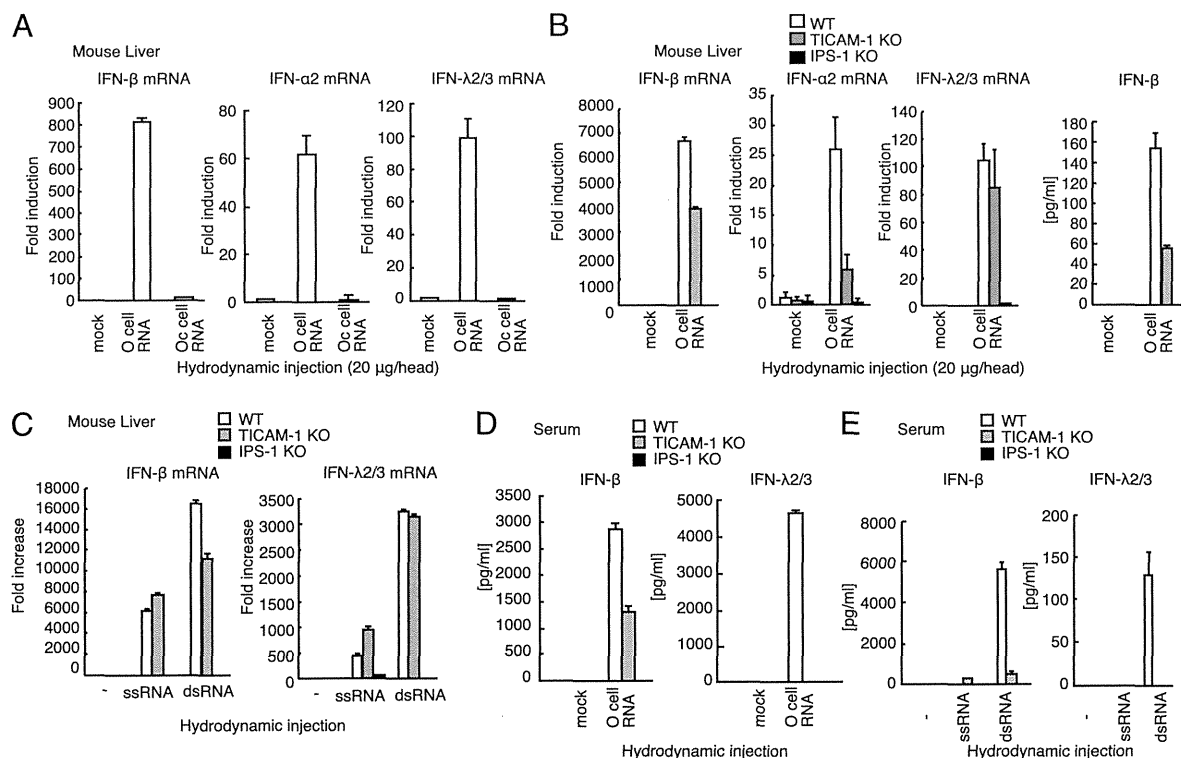 A
Mouse Liver
IFN-β mRNA
IFN-α2 mRNA
IFN-λ2/3 mRNA
Fold induction
900
800
700
600
500
400
300
200
100
0
Fold induction
80
60
40
20
0
Fold induction
120
100
80
60
40
20
0
mock
O cell RNA
Oc cell RNA
mock
O cell RNA
Oc cell RNA
mock
O cell RNA
Oc cell RNA
Hydrodynamic injection (20 μg/head)
B
Mouse Liver
WT
TICAM-1 KO
IPS-1 KO
IFN-β mRNA
IFN-α2 mRNA
IFN-λ2/3 mRNA
IFN-β
Fold induction
8000
7000
6000
5000
4000
3000
2000
1000
0
Fold induction
35
30
25
20
15
10
5
0
Fold induction
140
120
100
80
60
40
20
0
[pg/ml]
180
160
140
120
100
80
60
40
20
0
mock
O cell RNA
mock
O cell RNA
mock
O cell RNA
mock
O cell RNA
Hydrodynamic injection (20 μg/head)
C
Mouse Liver
WT
TICAM-1 KO
IPS-1 KO
IFN-β mRNA
IFN-λ2/3 mRNA
Fold increase
18000
16000
14000
12000
10000
8000
6000
4000
2000
0
Fold increase
3500
3000
2500
2000
1500
1000
500
0
- ssRNA dsRNA
- ssRNA dsRNA
Hydrodynamic injection
D
Serum
WT
TICAM-1 KO
IPS-1 KO
IFN-β
IFN-λ2/3
[pg/ml]
3500
3000
2500
2000
1500
1000
500
0
[pg/ml]
5000
4000
3000
2000
1000
0
mock
O cell RNA
mock
O cell RNA
Hydrodynamic injection
E
Serum
WT
TICAM-1 KO
IPS-1 KO
IFN-β
IFN-λ2/3
[pg/ml]
8000
6000
4000
2000
0
[pg/ml]
200
150
100
50
0
-
ssRNA
dsRNA
-
ssRNA
dsRNA
Hydrodynamic injection